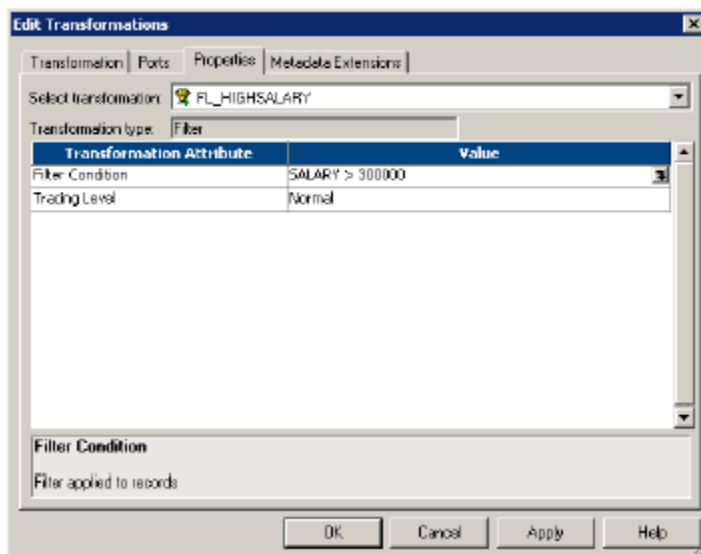 Edit Transformations
Transformation Ports Properties Metadata Extensions
Select transformation: FL_HIGHSALARY
Transformation type: Filter
Transformation Attribute Value
Filter Condition SALARY > 300000
Tracing Level Normal
Filter Condition
Filter applied to records
OK Cancel Apply Help